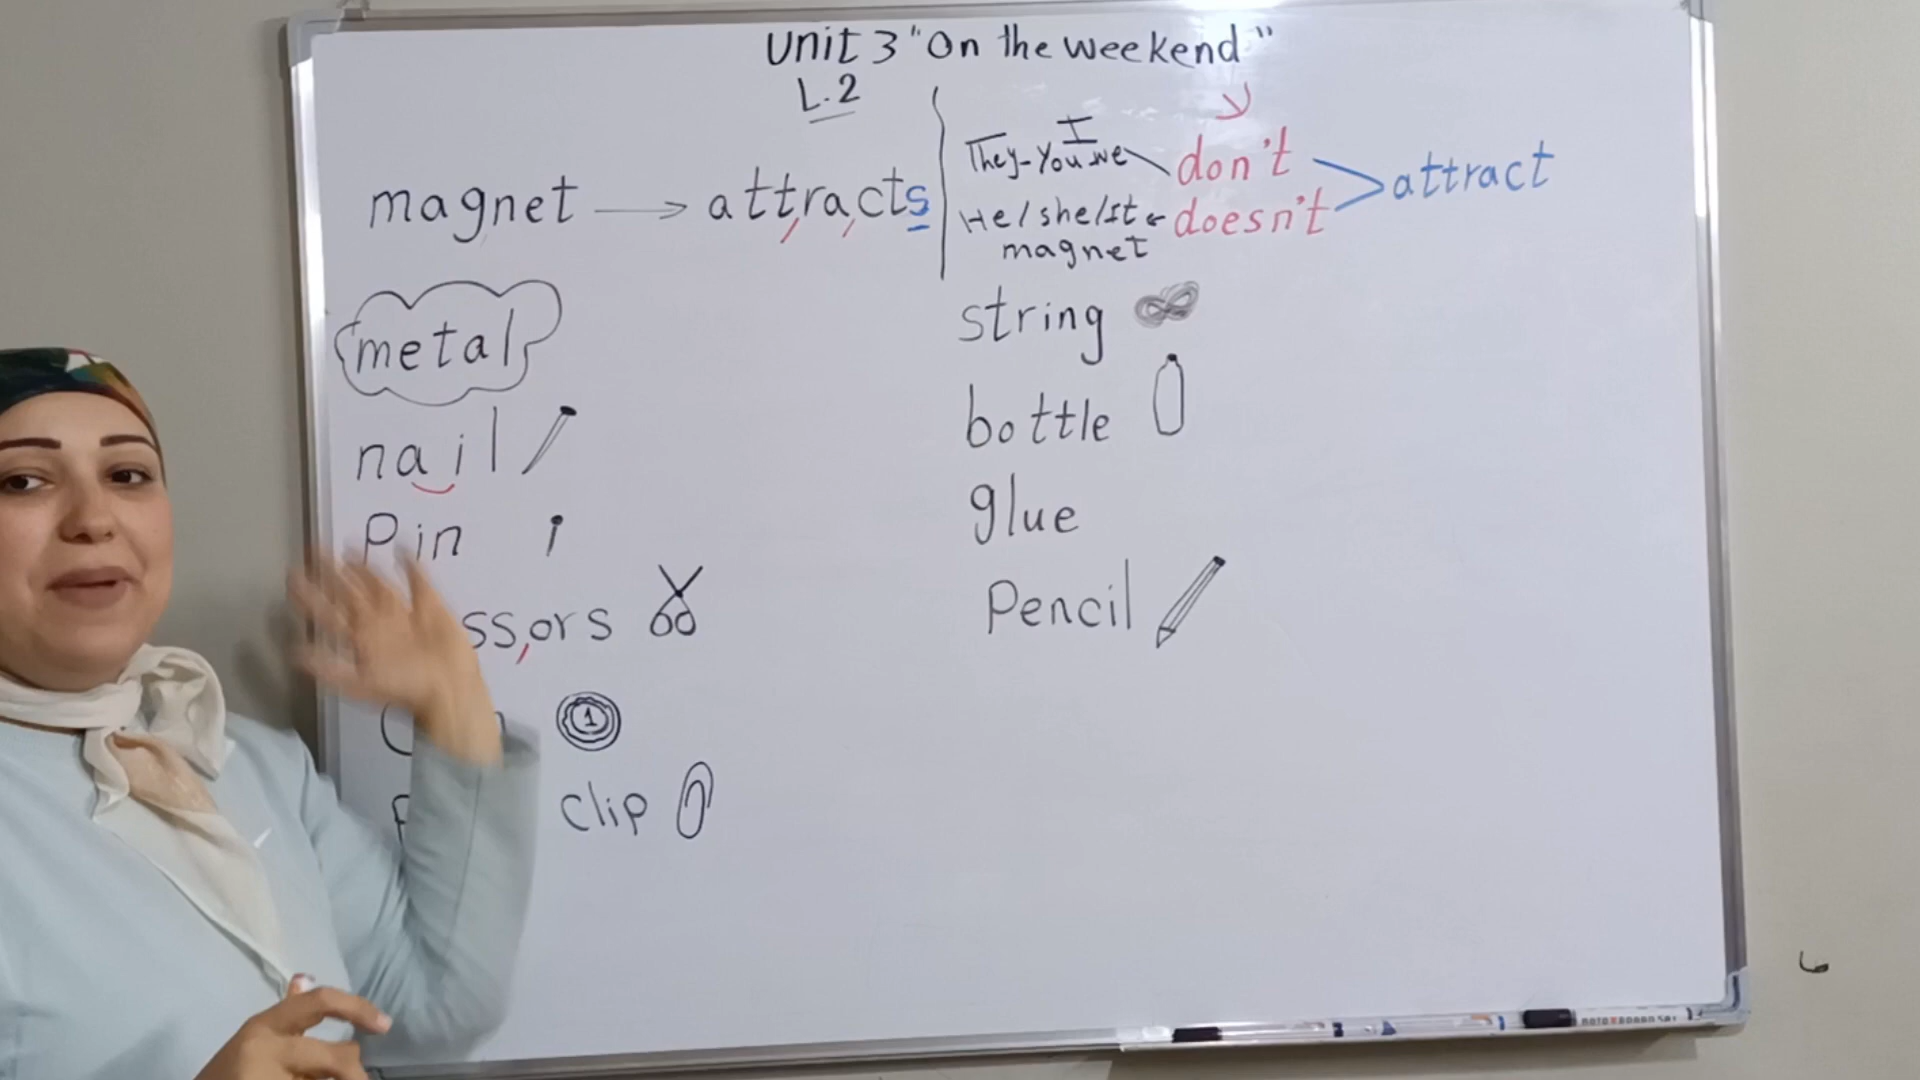 Unit 3 "On the weekend"
L.2
magnet → attracts
I
They-You-we don't
He/she/It doesn't
magnet
attract
metal
nail
Pin
ssors
1
clip
string
bottle
glue
Pencil